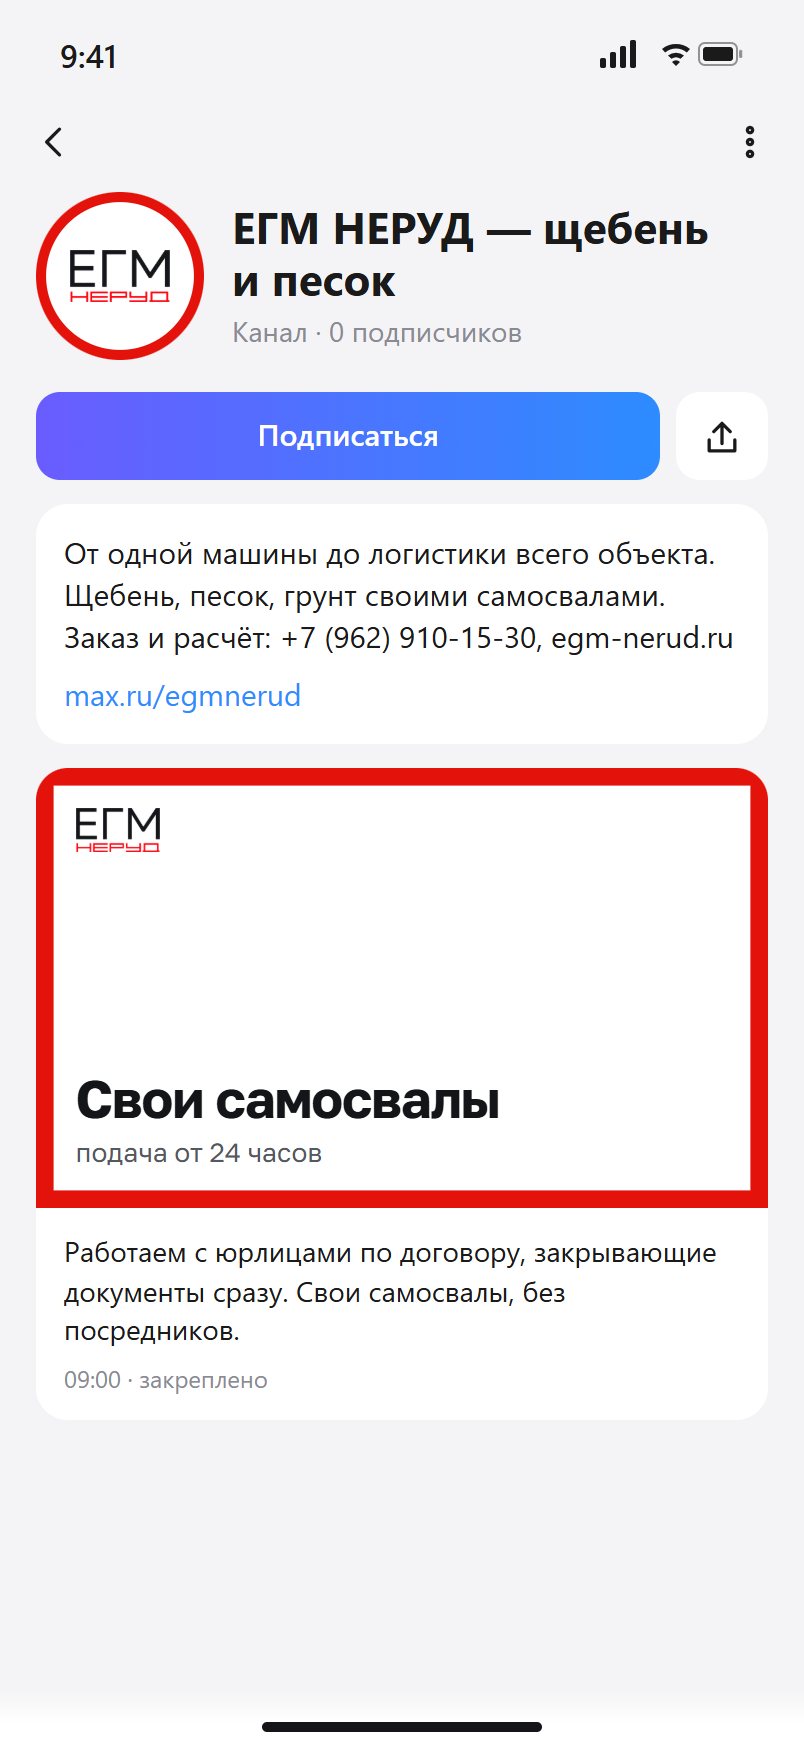 9:41
ЕГМ
НЕРУД
ЕГМ НЕРУД — щебень
и песок
Канал · 0 подписчиков
Подписаться
От одной машины до логистики всего объекта.
Щебень, песок, грунт своими самосвалами.
Заказ и расчёт: +7 (962) 910-15-30, egm-nerud.ru
max.ru/egmnerud
ЕГМ
НЕРУД
Свои самосвалы
подача от 24 часов
Работаем с юрлицами по договору, закрывающие
документы сразу. Свои самосвалы, без
посредников.
09:00 · закреплено